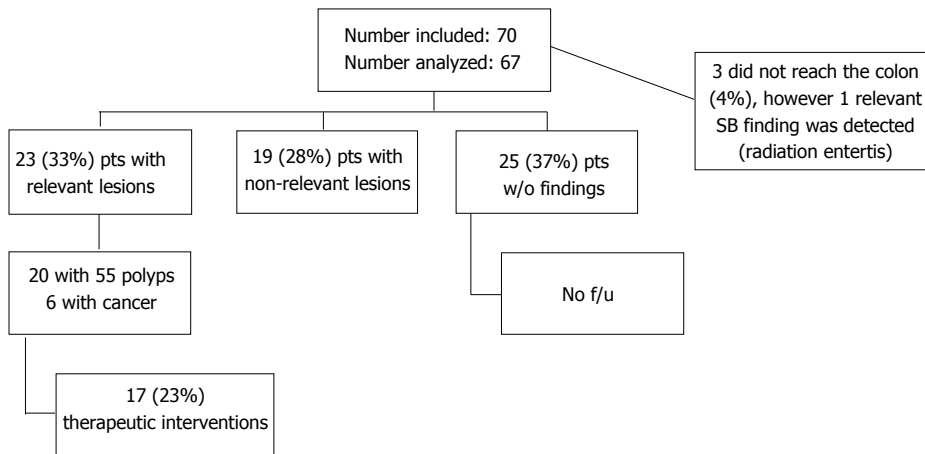 Number included: 70
Number analyzed: 67
3 did not reach the colon
(4%), however 1 relevant
SB finding was detected
(radiation entertis)
23 (33%) pts with
relevant lesions
19 (28%) pts with
non-relevant lesions
25 (37%) pts
w/o findings
20 with 55 polyps
6 with cancer
No f/u
17 (23%)
therapeutic interventions